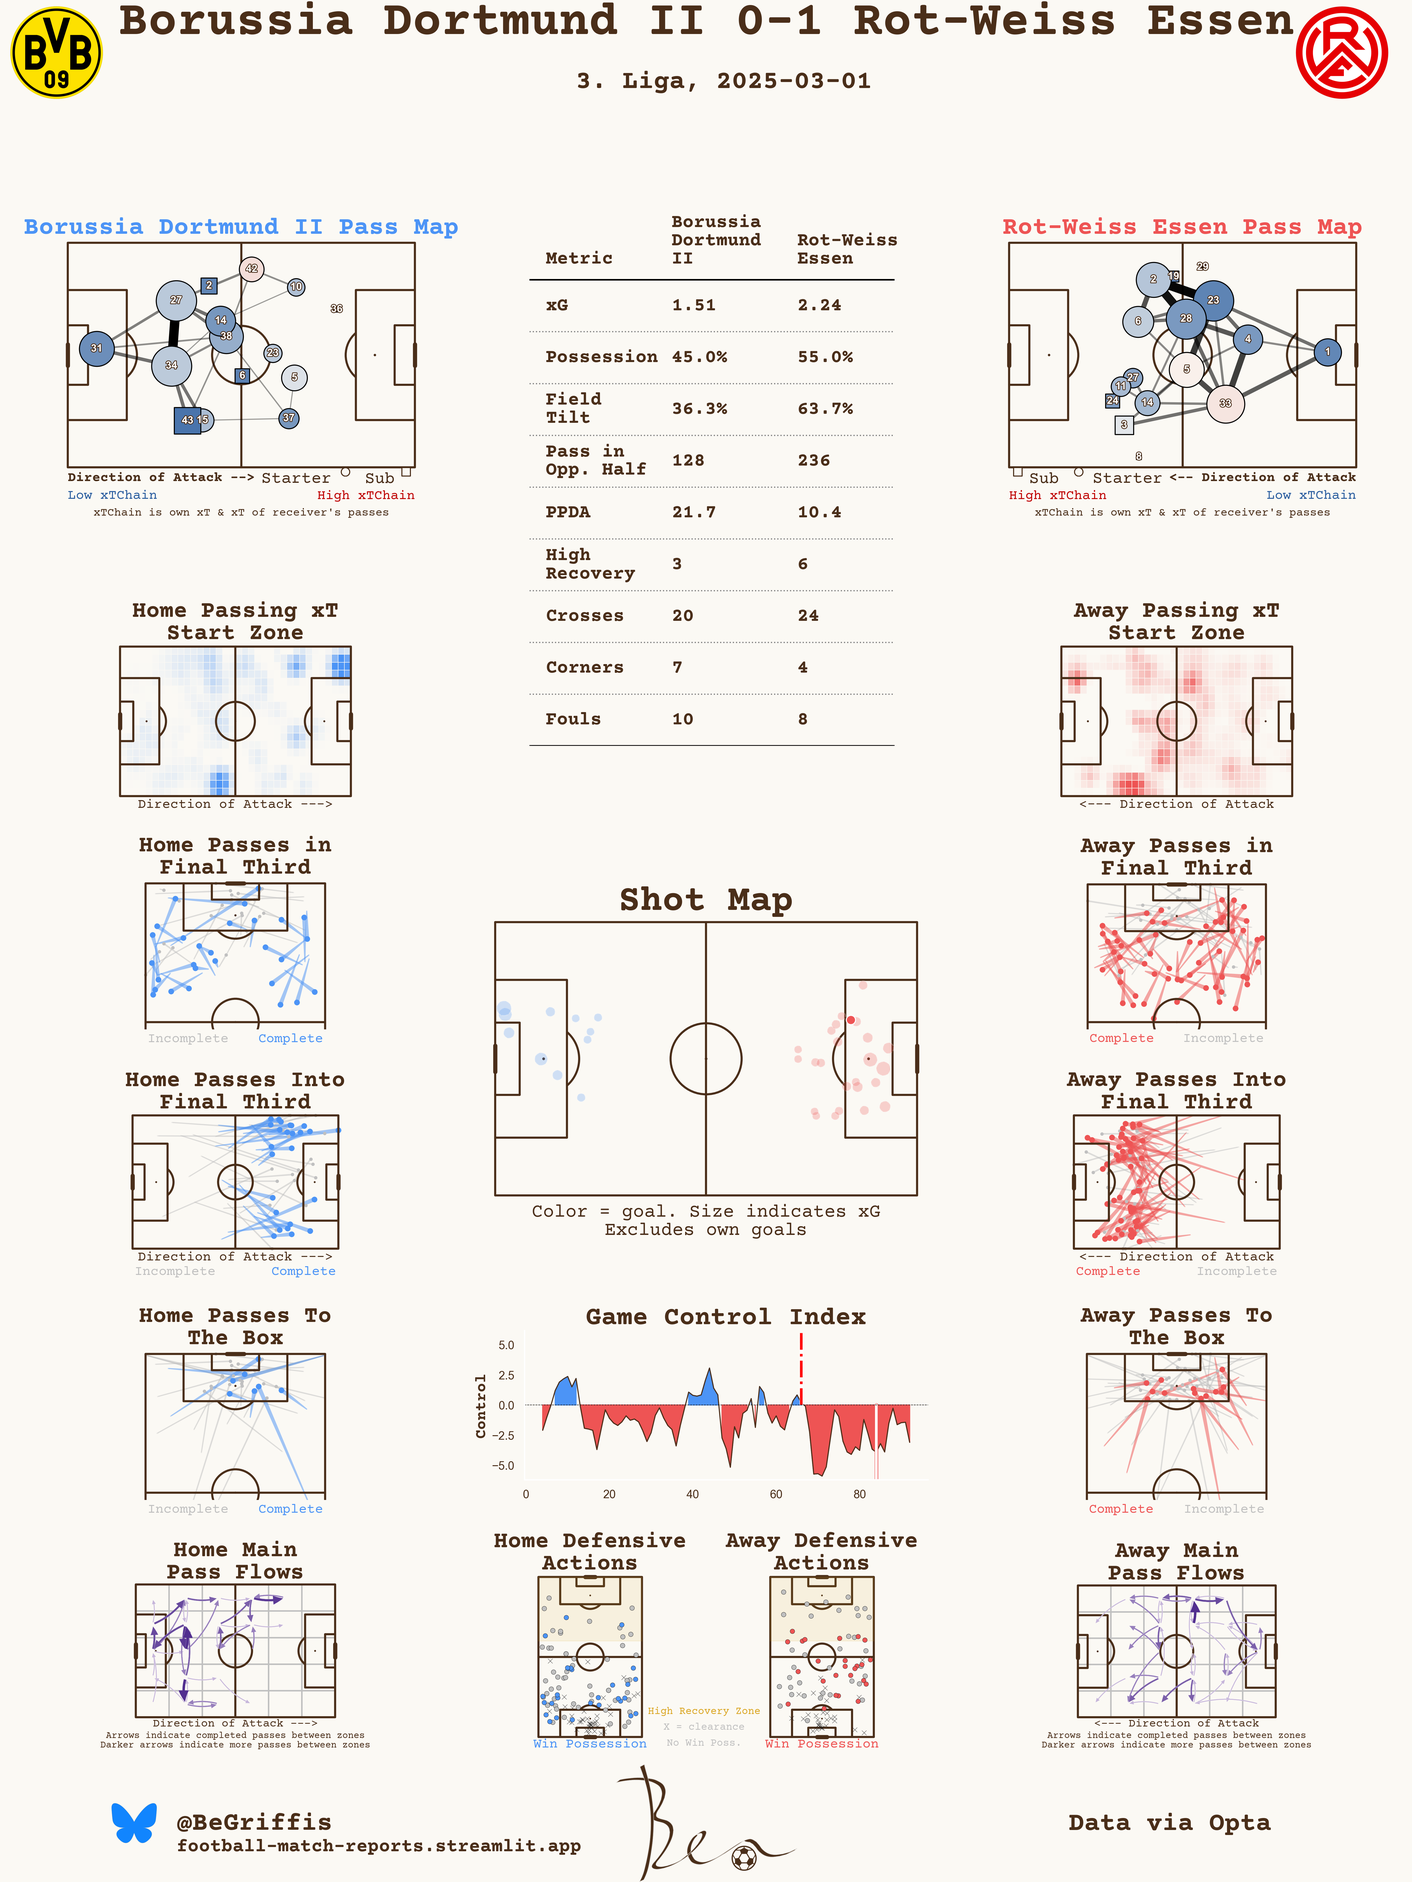 Borussia Dortmund II 0-1 Rot-Weiss Essen
BVB
09
RWE
3. Liga, 2025-03-01
Borussia Dortmund II Pass Map
42
2
10
27
36
14
38
31
23
34
5
6
43
15
37
Direction of Attack --> Starter Sub
Low xTChain High xTChain
xTChain is own xT & xT of receiver's passes
Metric Borussia Dortmund II Rot-Weiss Essen
xG 1.51 2.24
Possession 45.0% 55.0%
Field Tilt 36.3% 63.7%
Pass in Opp. Half 128 236
PPDA 21.7 10.4
High Recovery 3 6
Crosses 20 24
Corners 7 4
Fouls 10 8
Rot-Weiss Essen Pass Map
29
19
2
23
6
28
4
1
5
27
11
24
14
33
3
8
Sub Starter <-- Direction of Attack
High xTChain Low xTChain
xTChain is own xT & xT of receiver's passes
Home Passing xT
Start Zone
Direction of Attack --->
Away Passing xT
Start Zone
<--- Direction of Attack
Home Passes in
Final Third
Incomplete Complete
Away Passes in
Final Third
Complete Incomplete
Shot Map
Color = goal. Size indicates xG
Excludes own goals
Home Passes Into
Final Third
Direction of Attack --->
Incomplete Complete
Away Passes Into
Final Third
<--- Direction of Attack
Complete Incomplete
Home Passes To
The Box
Incomplete Complete
Game Control Index
Control
5.0
2.5
0.0
−2.5
−5.0
0 20 40 60 80
Away Passes To
The Box
Complete Incomplete
Home Main
Pass Flows
Direction of Attack --->
Arrows indicate completed passes between zones
Darker arrows indicate more passes between zones
Home Defensive
Actions
Win Possession
High Recovery Zone
X = clearance
No Win Poss.
Away Defensive
Actions
Win Possession
Away Main
Pass Flows
<--- Direction of Attack
Arrows indicate completed passes between zones
Darker arrows indicate more passes between zones
@BeGriffis
football-match-reports.streamlit.app
Ben
Data via Opta